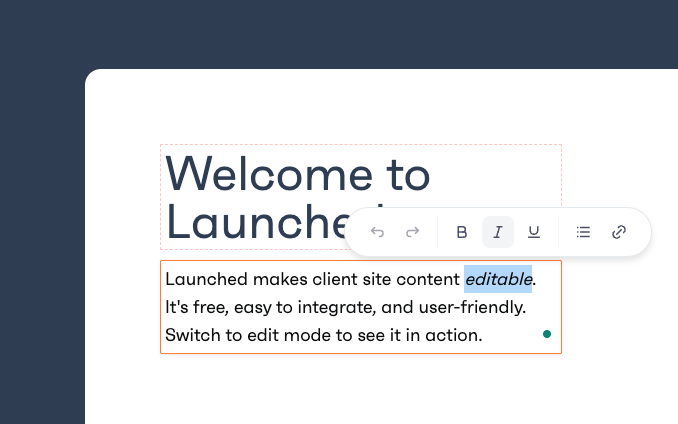 Welcome to
Launche
B I U
Launched makes client site content editable.
It's free, easy to integrate, and user-friendly.
Switch to edit mode to see it in action.